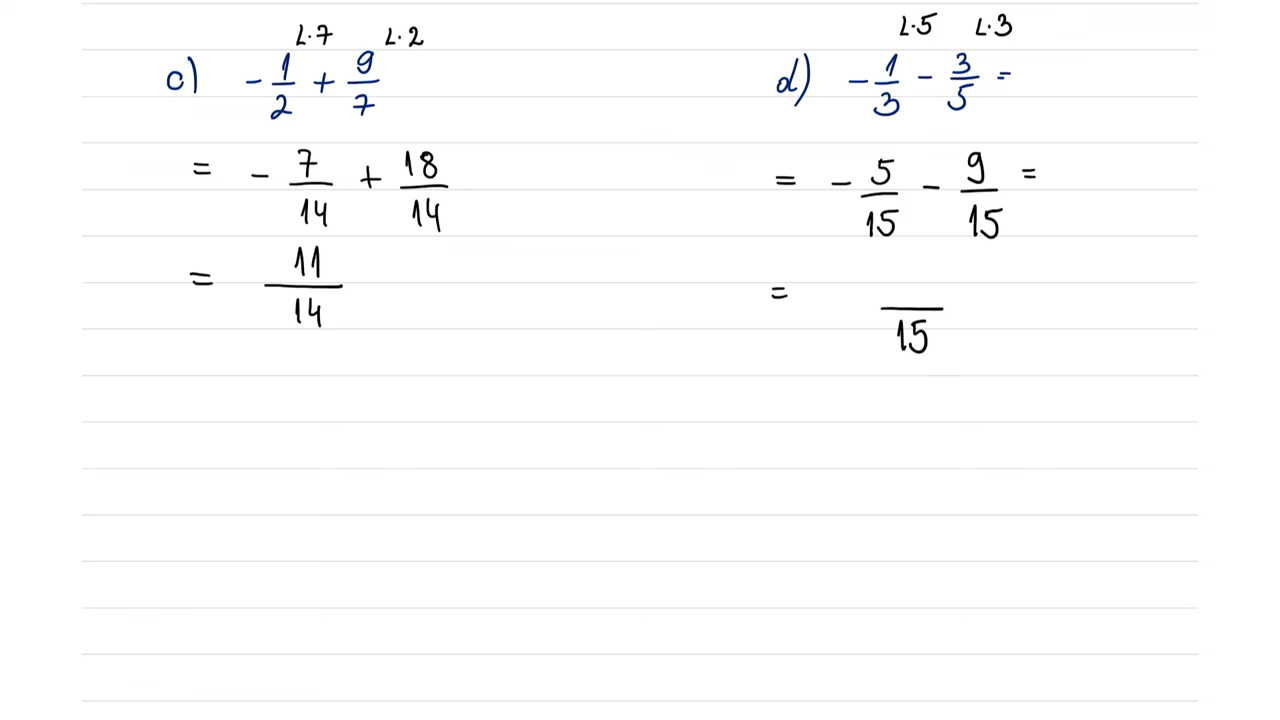 L·7 L·2
c) -1/2 + 9/7
= -7/14 + 18/14
= 11/14
L·5 L·3
d) -1/3 - 3/5 =
= -5/15 - 9/15 =
= /15